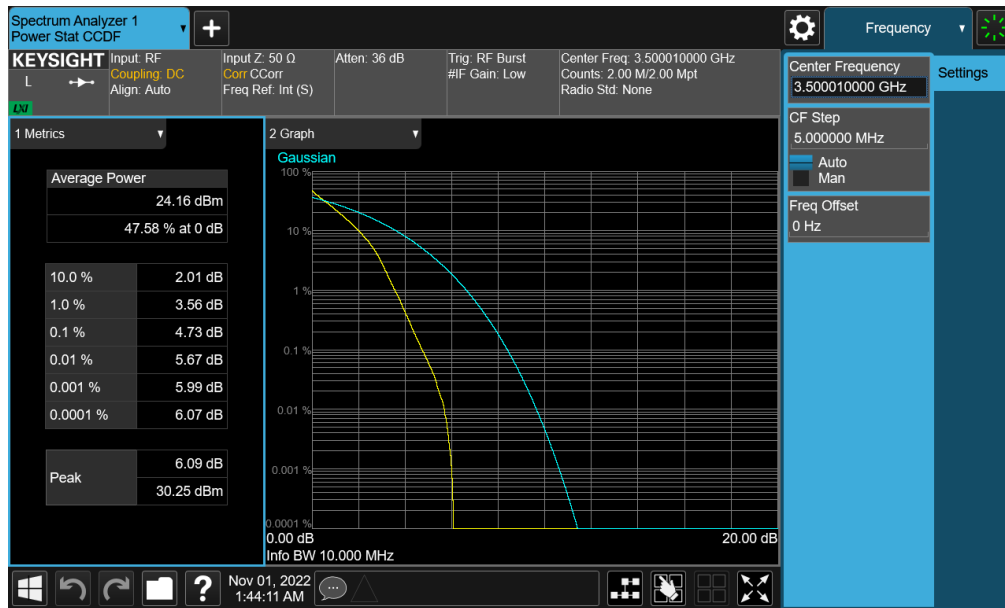 Spectrum Analyzer 1
Power Stat CCDF
+
Frequency
KEYSIGHT
L
LXI
Input: RF
Coupling: DC
Align: Auto
Input Z: 50 Ω
Corr CCorr
Freq Ref: Int (S)
Atten: 36 dB
Trig: RF Burst
#IF Gain: Low
Center Freq: 3.500010000 GHz
Counts: 2.00 M/2.00 Mpt
Radio Std: None
Center Frequency
3.500010000 GHz
Settings
CF Step
5.000000 MHz
Auto
Man
Freq Offset
0 Hz
1 Metrics
Average Power
24.16 dBm
47.58 % at 0 dB
10.0 % 2.01 dB
1.0 % 3.56 dB
0.1 % 4.73 dB
0.01 % 5.67 dB
0.001 % 5.99 dB
0.0001 % 6.07 dB
Peak
6.09 dB
30.25 dBm
2 Graph
Gaussian
100 %
10 %
1 %
0.1 %
0.01 %
0.001 %
0.0001 %
0.00 dB 20.00 dB
Info BW 10.000 MHz
?
Nov 01, 2022
1:44:11 AM